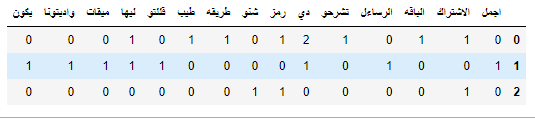 اجمل الاشتراك الباقه الرساءل تشرحو دي رمز شنو طريقه طيب قللتو ليها ميقات واديتونا يكون
0 0 1 1 0 1 2 1 0 1 1 0 1 0 0 0
1 1 0 0 1 0 1 0 0 0 0 1 1 1 1 1
2 0 1 0 0 0 0 1 1 0 0 0 0 0 0 0